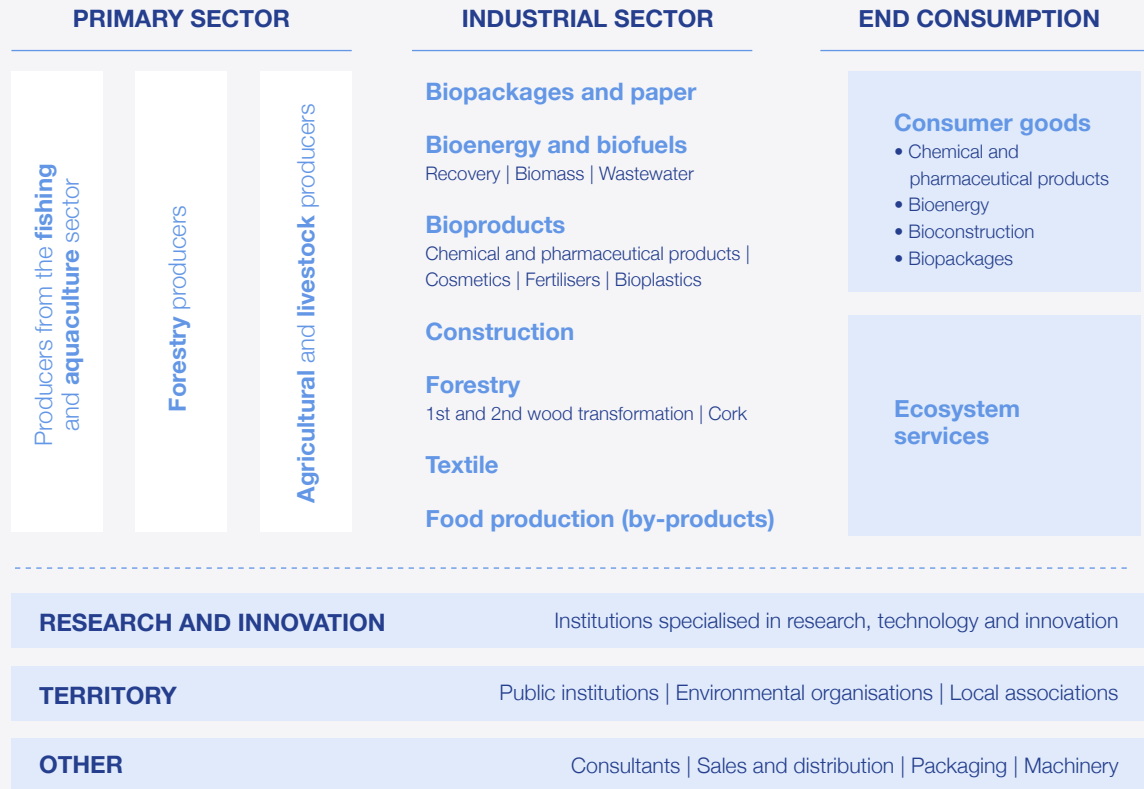 PRIMARY SECTOR
Producers from the fishing
and aquaculture sector
Forestry producers
Agricultural and livestock producers
INDUSTRIAL SECTOR
Biopackages and paper
Bioenergy and biofuels
Recovery | Biomass | Wastewater
Bioproducts
Chemical and pharmaceutical products |
Cosmetics | Fertilisers | Bioplastics
Construction
Forestry
1st and 2nd wood transformation | Cork
Textile
Food production (by-products)
END CONSUMPTION
Consumer goods
• Chemical and
pharmaceutical products
• Bioenergy
• Bioconstruction
• Biopackages
Ecosystem
services
RESEARCH AND INNOVATION Institutions specialised in research, technology and innovation
TERRITORY Public institutions | Environmental organisations | Local associations
OTHER Consultants | Sales and distribution | Packaging | Machinery